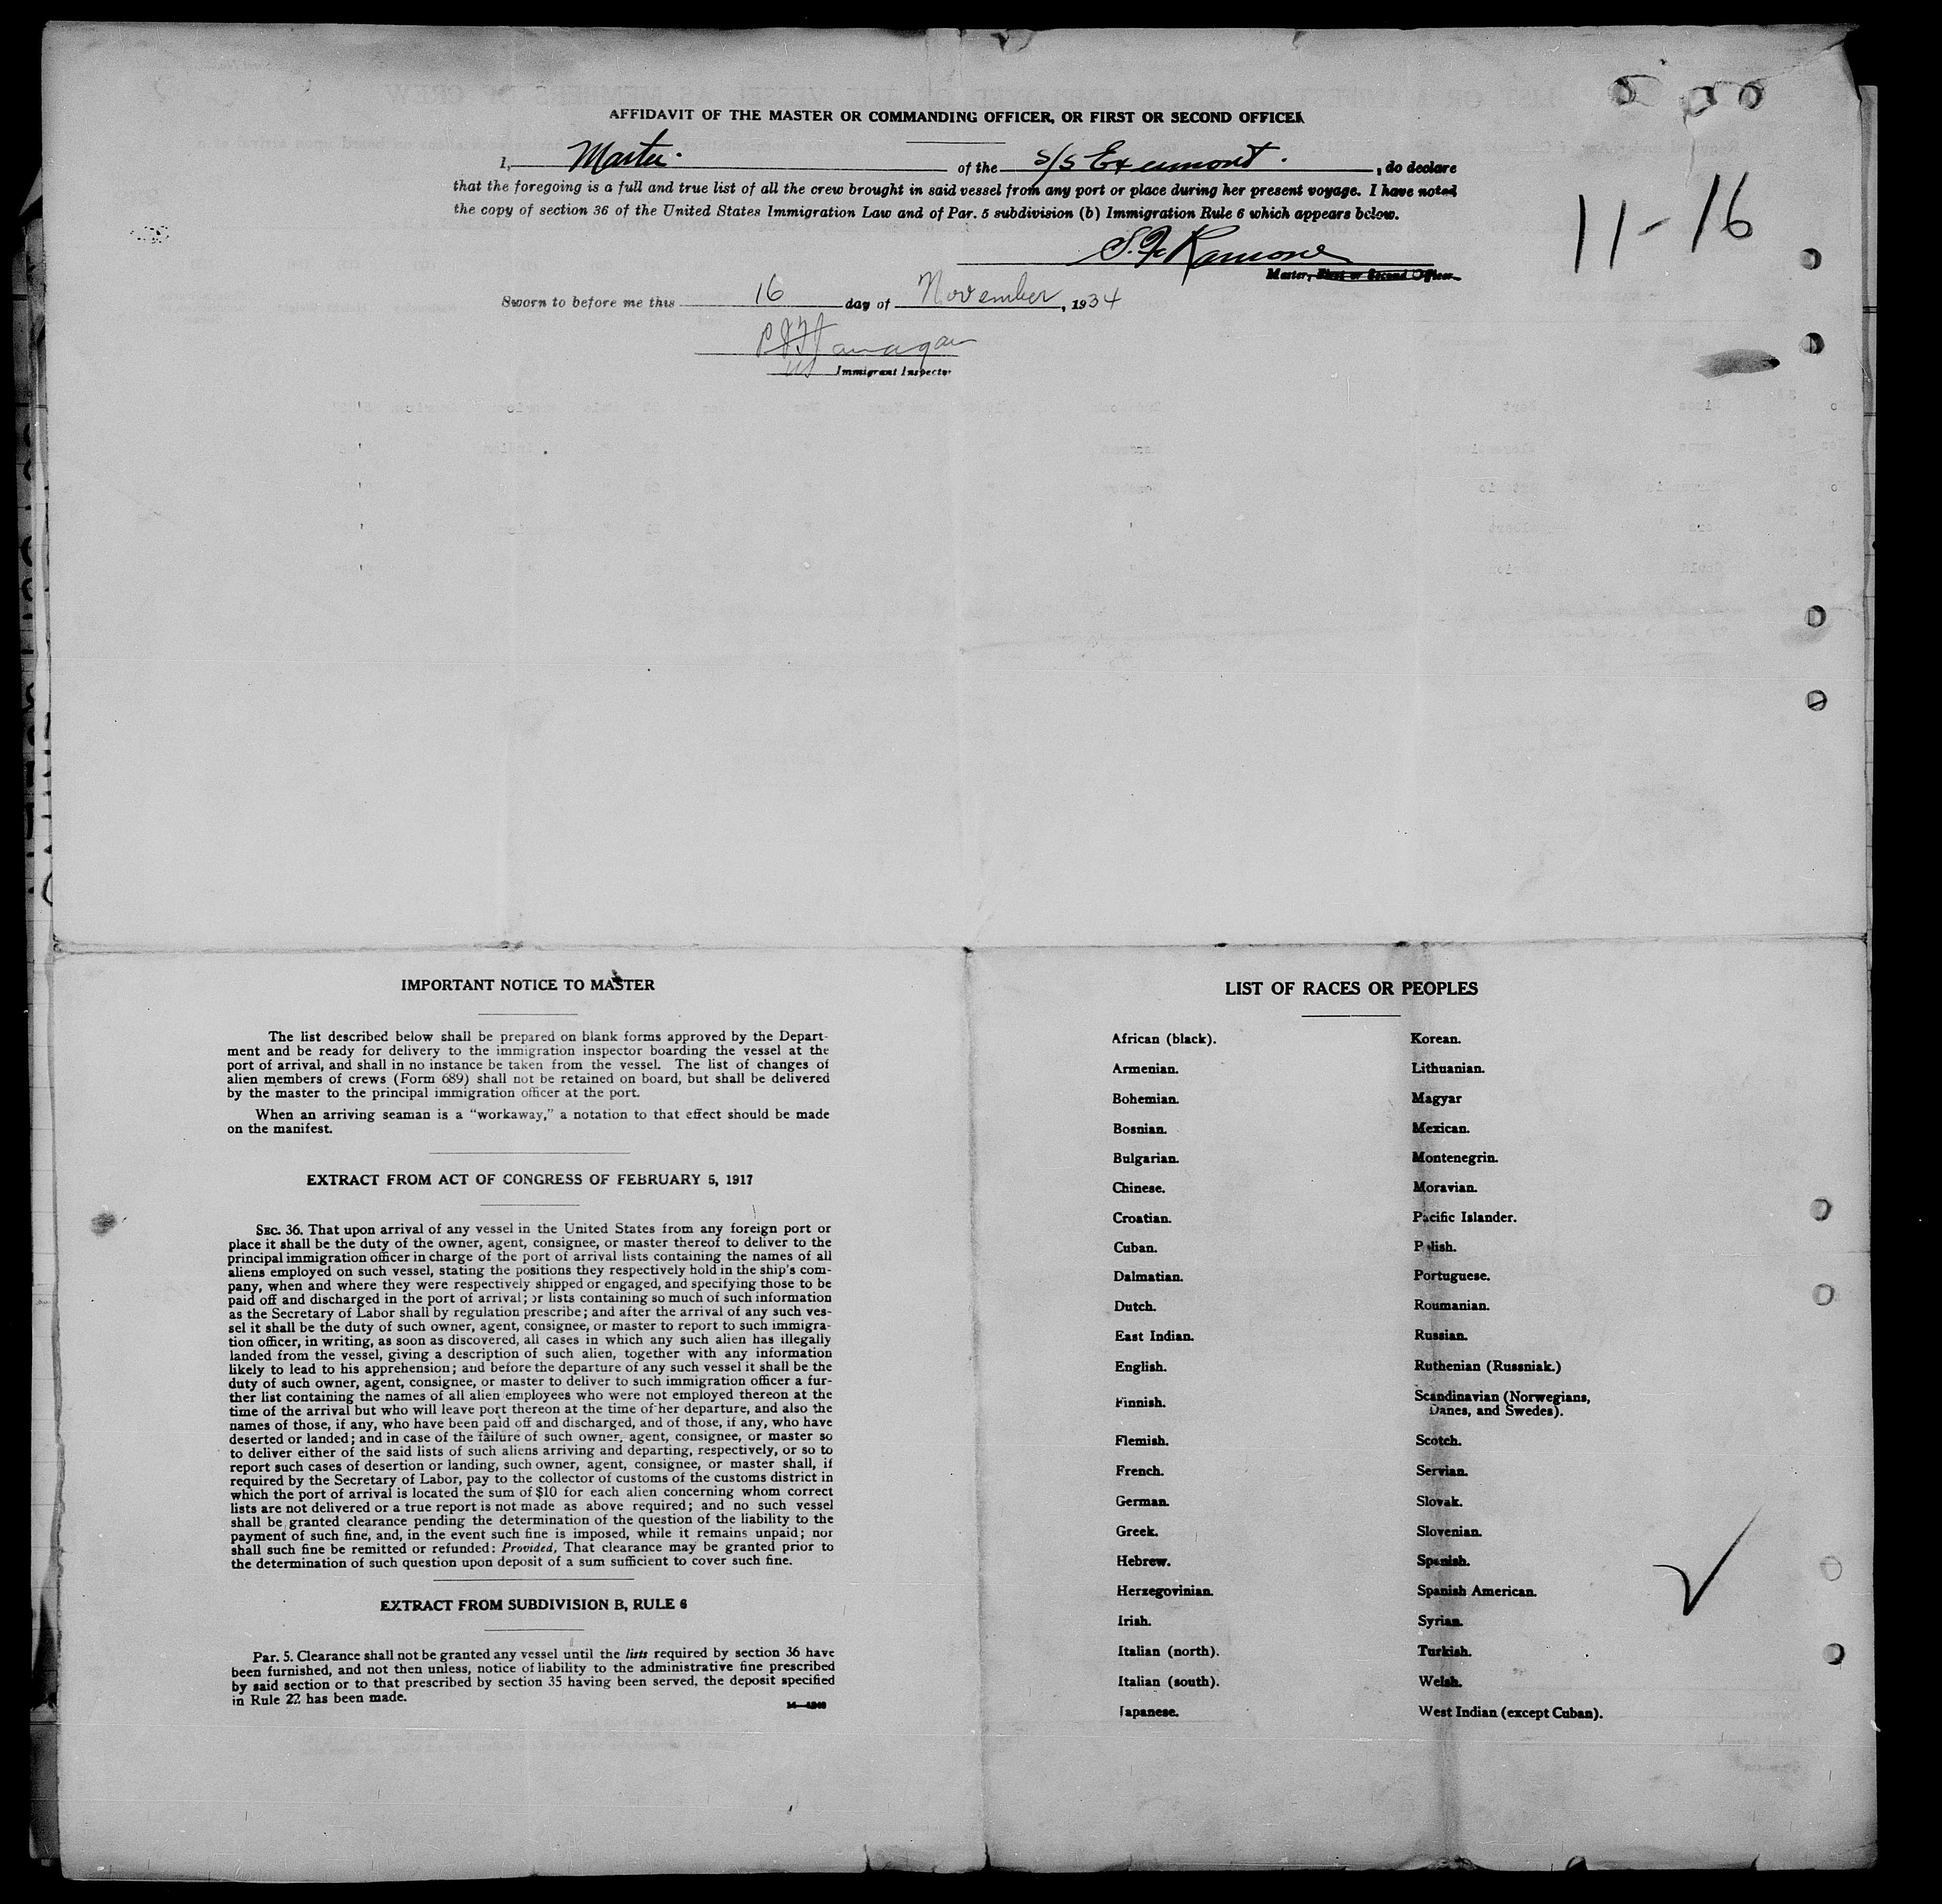 AFFIDAVIT OF THE MASTER OR COMMANDING OFFICER, OR FIRST OR SECOND OFFICER
I, Master of the S/S Exermont, do declare
that the foregoing is a full and true list of all the crew brought in said vessel from any port or place during her present voyage. I have noted
the copy of section 36 of the United States Immigration Law and of Par. 5 subdivision (b) Immigration Rule 6 which appears below.
11-16
Master, First or Second Officer.
Sworn to before me this 16 day of November, 1934
Immigrant Inspector
IMPORTANT NOTICE TO MASTER
The list described below shall be prepared on blank forms approved by the Depart-
ment and be ready for delivery to the immigration inspector boarding the vessel at the
port of arrival, and shall in no instance be taken from the vessel. The list of changes of
alien members of crews (Form 689) shall not be retained on board, but shall be delivered
by the master to the principal immigration officer at the port.
When an arriving seaman is a “workaway,” a notation to that effect should be made
on the manifest.
EXTRACT FROM ACT OF CONGRESS OF FEBRUARY 5, 1917
SEC. 36. That upon arrival of any vessel in the United States from any foreign port or
place it shall be the duty of the owner, agent, consignee, or master thereof to deliver to the
principal immigration officer in charge of the port of arrival lists containing the names of all
aliens employed on such vessel, stating the positions they respectively hold in the ship's com-
pany, when and where they were respectively shipped or engaged, and specifying those to be
paid off and discharged in the port of arrival; or lists containing so much of such information
as the Secretary of Labor shall by regulation prescribe; and after the arrival of any such ves-
sel it shall be the duty of such owner, agent, consignee, or master to report to such immigra-
tion officer, in writing, as soon as discovered, all cases in which any such alien has illegally
landed from the vessel, giving a description of such alien, together with any information
likely to lead to his apprehension; and before the departure of any such vessel it shall be the
duty of such owner, agent, consignee, or master to deliver to such immigration officer a fur-
ther list containing the names of all alien employees who were not employed thereon at the
time of the arrival but who will leave port thereon at the time of her departure, and also the
names of those, if any, who have been paid off and discharged, and of those, if any, who have
deserted or landed; and in case of the failure of such owner, agent, consignee, or master so
to deliver either of the said lists of such aliens arriving and departing, respectively, or so to
report such cases of desertion or landing, such owner, agent, consignee, or master shall, if
required by the Secretary of Labor, pay to the collector of customs of the customs district in
which the port of arrival is located the sum of $10 for each alien concerning whom correct
lists are not delivered or a true report is not made as above required; and no such vessel
shall be granted clearance pending the determination of the question of the liability to the
payment of such fine, and, in the event such fine is imposed, while it remains unpaid; nor
shall such fine be remitted or refunded: Provided, That clearance may be granted prior to
the determination of such question upon deposit of a sum sufficient to cover such fine.
EXTRACT FROM SUBDIVISION B, RULE 6
Par. 5. Clearance shall not be granted any vessel until the lists required by section 36 have
been furnished, and not then unless, notice of liability to the administrative fine prescribed
by said section or to that prescribed by section 35 having been served, the deposit specified
in Rule 22 has been made.
LIST OF RACES OR PEOPLES
African (black).
Armenian.
Bohemian.
Bosnian.
Bulgarian.
Chinese.
Croatian.
Cuban.
Dalmatian.
Dutch.
East Indian.
English.
Finnish.
Flemish.
French.
German.
Greek.
Hebrew.
Herzegovinian.
Irish.
Italian (north).
Italian (south).
Japanese.
Korean.
Lithuanian.
Magyar
Mexican.
Montenegrin.
Moravian.
Pacific Islander.
Polish.
Portuguese.
Roumanian.
Russian.
Ruthenian (Russniak.)
Scandinavian (Norwegians,
Danes, and Swedes).
Scotch.
Servian.
Slovak.
Slovenian.
Spanish.
Spanish American.
Syrian.
Turkish.
Welsh.
West Indian (except Cuban).